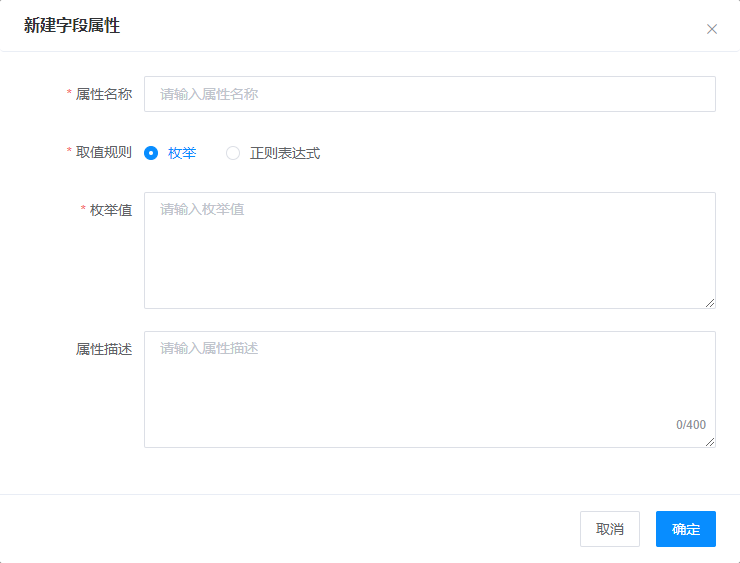 新建字段属性
* 属性名称 请输入属性名称
* 取值规则 枚举 正则表达式
* 枚举值 请输入枚举值
属性描述 请输入属性描述
0/400
取消 确定